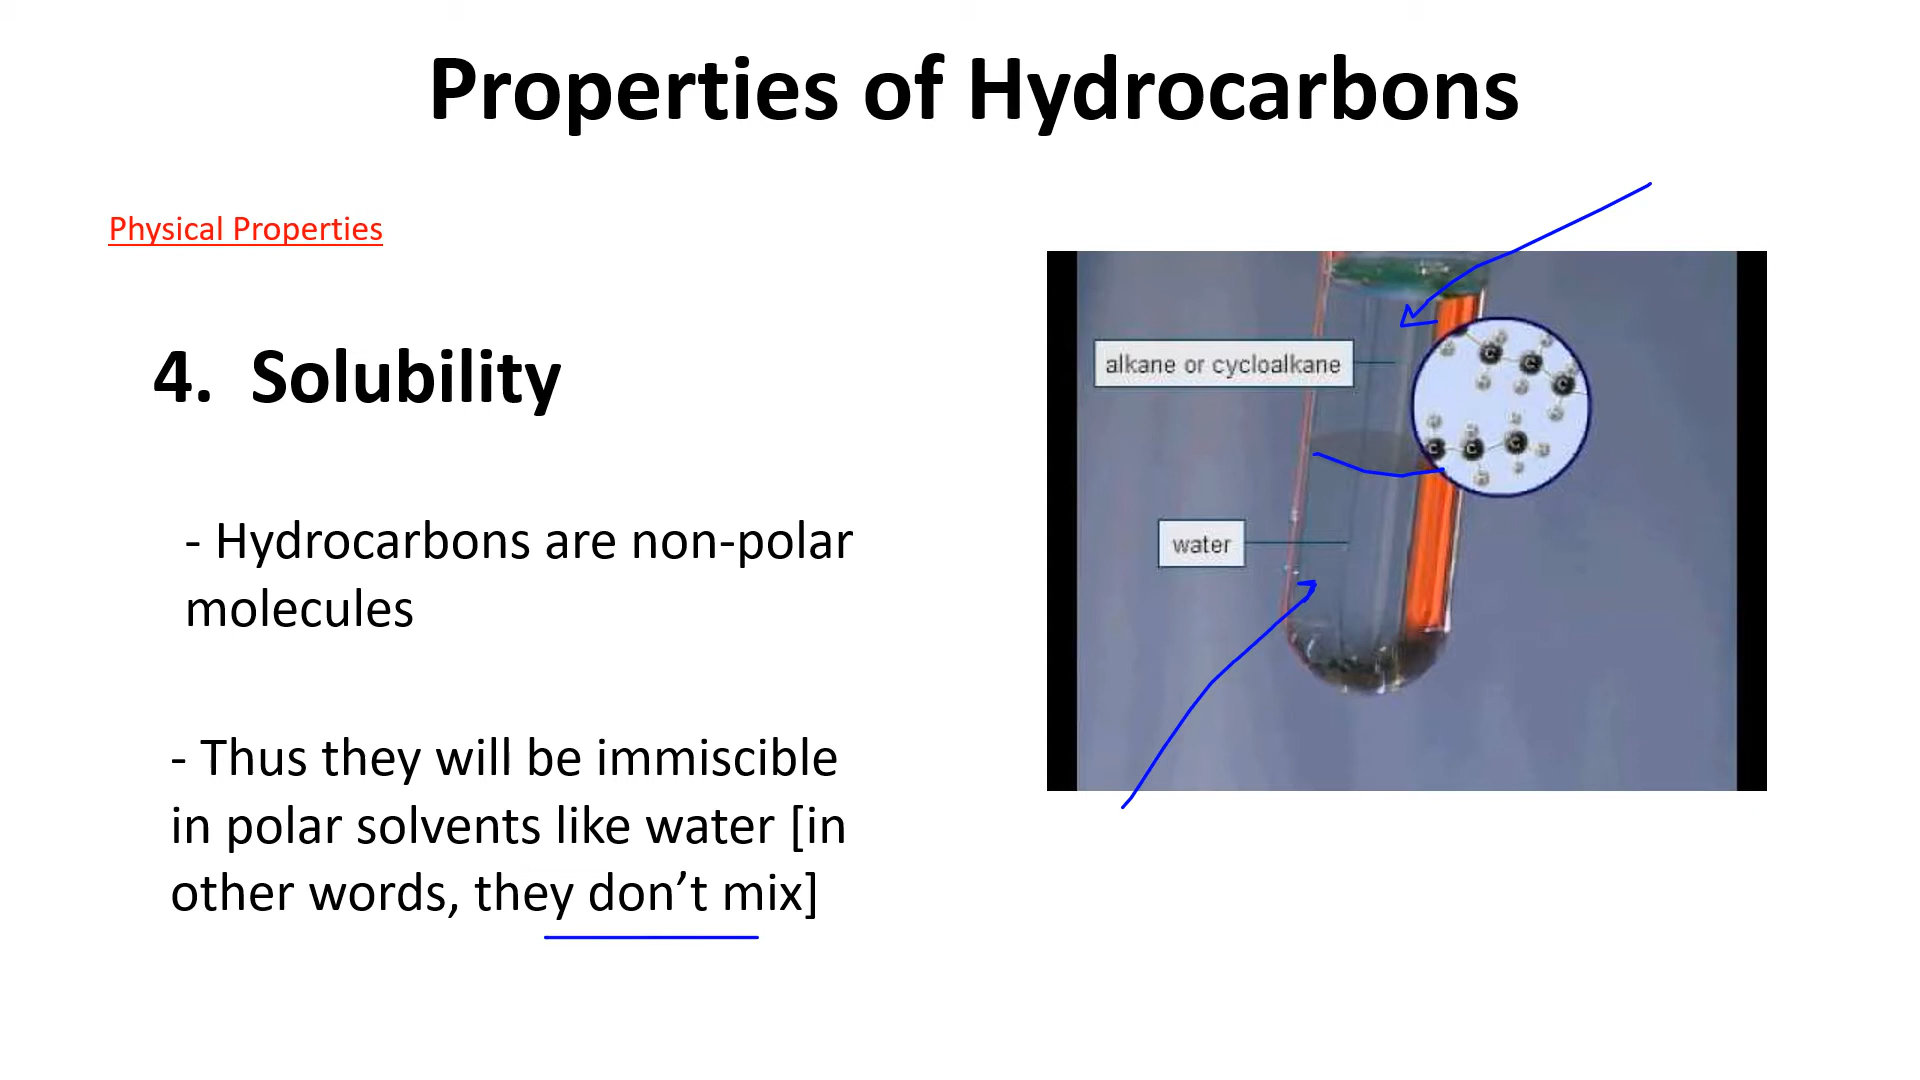 Properties of Hydrocarbons
Physical Properties
4. Solubility
- Hydrocarbons are non-polar
molecules
- Thus they will be immiscible
in polar solvents like water [in
other words, they don’t mix]
alkane or cycloalkane
water
C C C
C C C